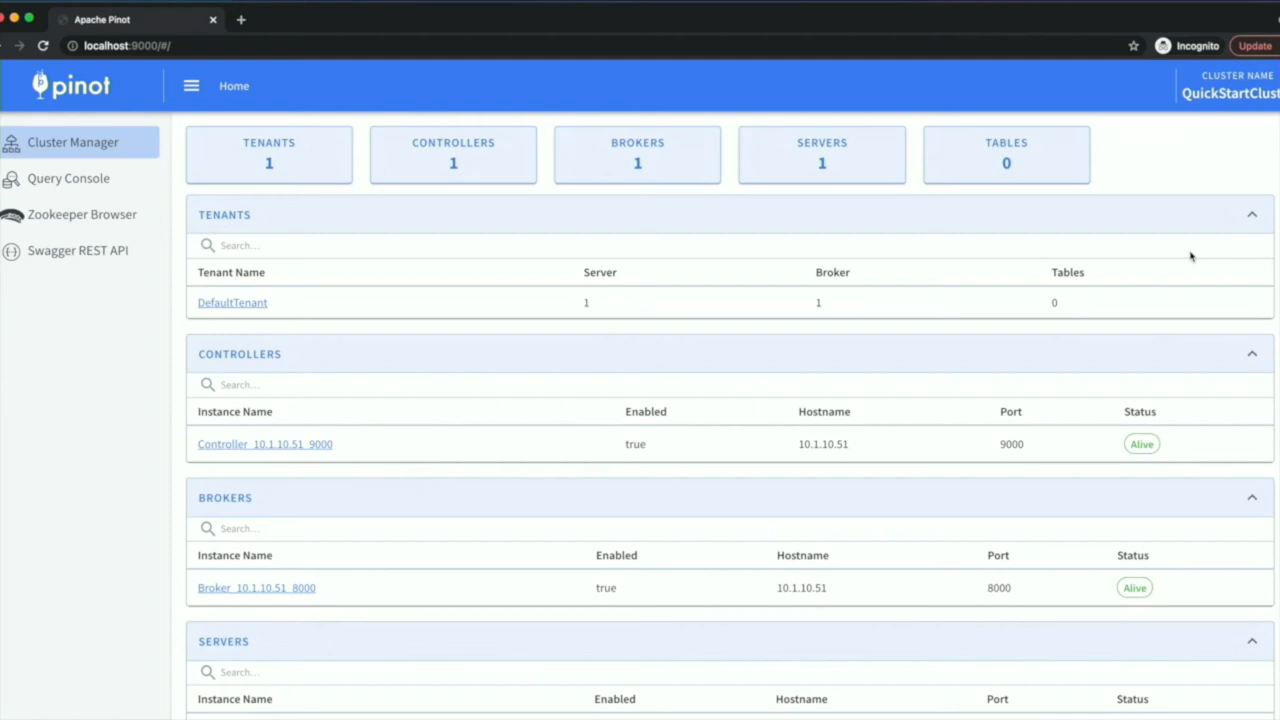 Apache Pinot
localhost:9000/#/
Incognito
Update
pinot
Home
CLUSTER NAME
QuickStartClust
Cluster Manager
Query Console
Zookeeper Browser
Swagger REST API
TENANTS
1
CONTROLLERS
1
BROKERS
1
SERVERS
1
TABLES
0
TENANTS
Search...
Tenant Name Server Broker Tables
DefaultTenant 1 1 0
CONTROLLERS
Search...
Instance Name Enabled Hostname Port Status
Controller_10.1.10.51_9000 true 10.1.10.51 9000 Alive
BROKERS
Search...
Instance Name Enabled Hostname Port Status
Broker_10.1.10.51_8000 true 10.1.10.51 8000 Alive
SERVERS
Search...
Instance Name Enabled Hostname Port Status